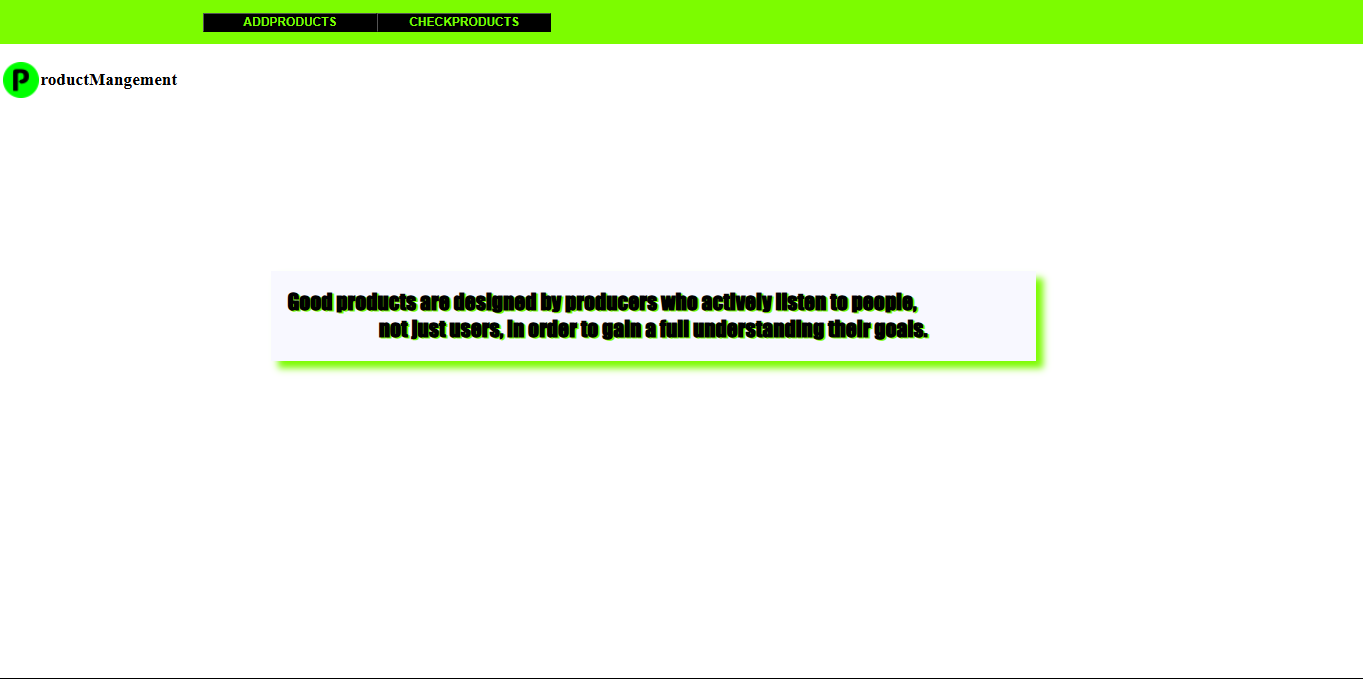 ADDPRODUCTS CHECKPRODUCTS
ProductMangement
Good products are designed by producers who actively listen to people,
not just users, in order to gain a full understanding their goals.